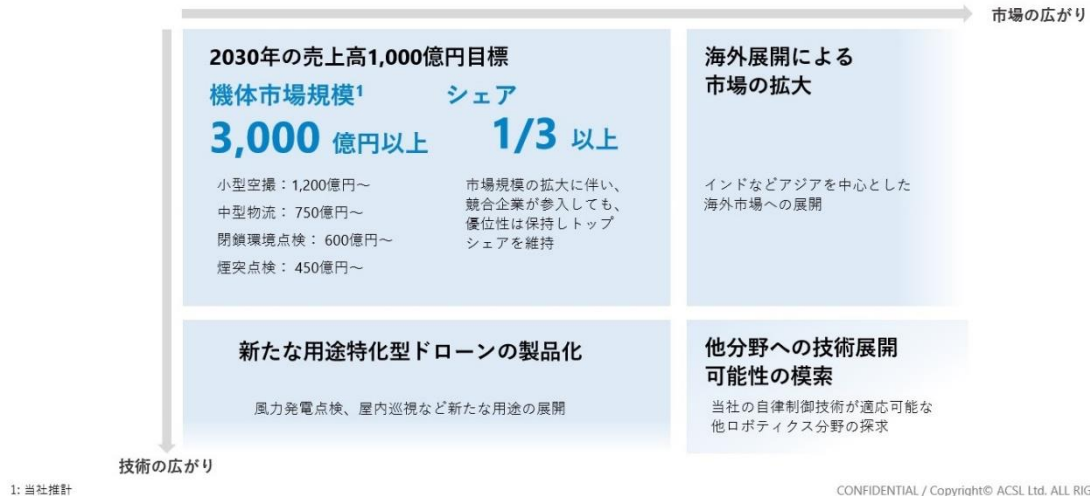 市場の広がり
2030年の売上高1,000億円目標
機体市場規模1
3,000 億円以上
小型空撮：1,200億円～
中型物流： 750億円～
閉鎖環境点検： 600億円～
煙突点検： 450億円～
シェア
1/3 以上
市場規模の拡大に伴い、
競合企業が参入しても、
優位性は保持しトップ
シェアを維持
海外展開による
市場の拡大
インドなどアジアを中心とした
海外市場への展開
新たな用途特化型ドローンの製品化
風力発電点検、屋内巡視など新たな用途の展開
他分野への技術展開
可能性の模索
当社の自律制御技術が適応可能な
他ロボティクス分野の探求
技術の広がり
1: 当社推計
CONFIDENTIAL / Copyright© ACSL Ltd. ALL RIG